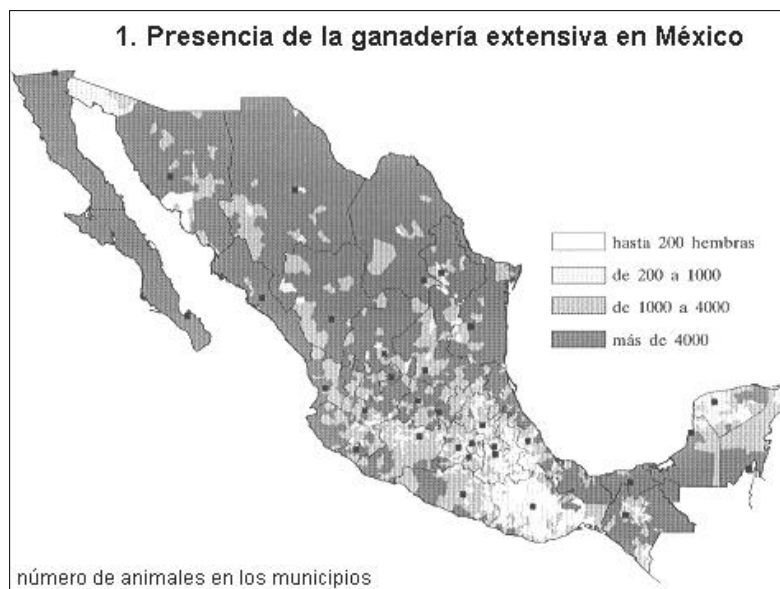 1. Presencia de la ganadería extensiva en México
hasta 200 hembras
de 200 a 1000
de 1000 a 4000
más de 4000
número de animales en los municipios